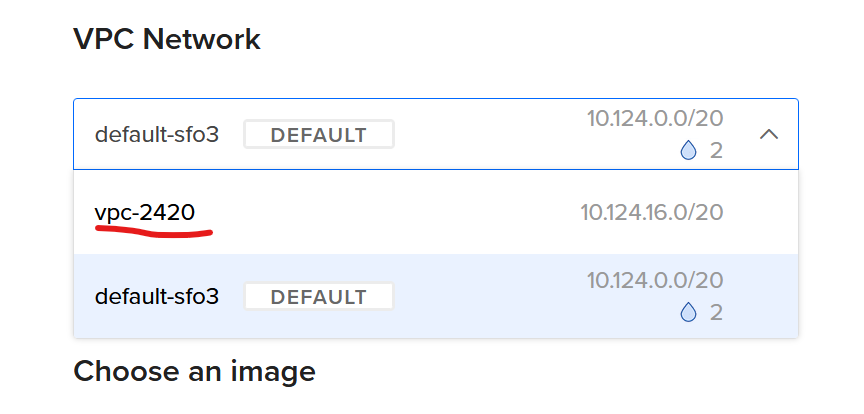 VPC Network
default-sfo3 DEFAULT 10.124.0.0/20
2
vpc-2420 10.124.16.0/20
default-sfo3 DEFAULT 10.124.0.0/20
2
Choose an image